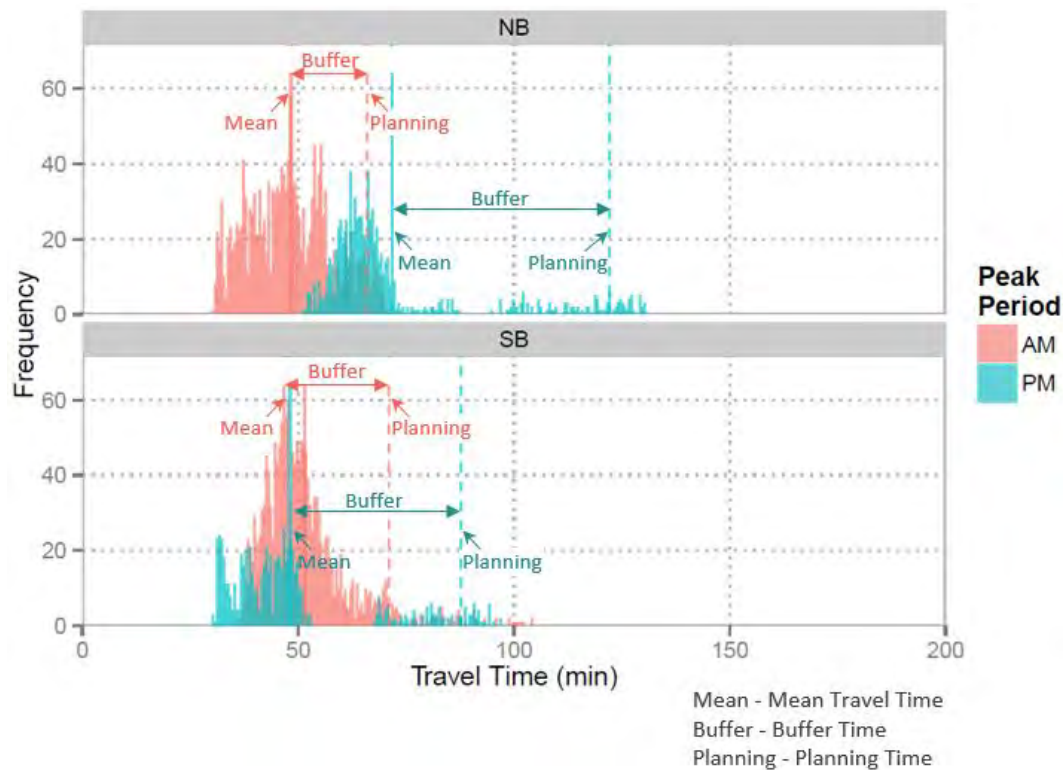 NB
Buffer
60
Mean
Planning
40
Buffer
20
Mean
Planning
0
Frequency
SB
Buffer
60
Mean
Planning
40
Buffer
20
Mean
Planning
0
0 50 100 150 200
Travel Time (min)
Peak
Period
AM
PM
Mean - Mean Travel Time
Buffer - Buffer Time
Planning - Planning Time